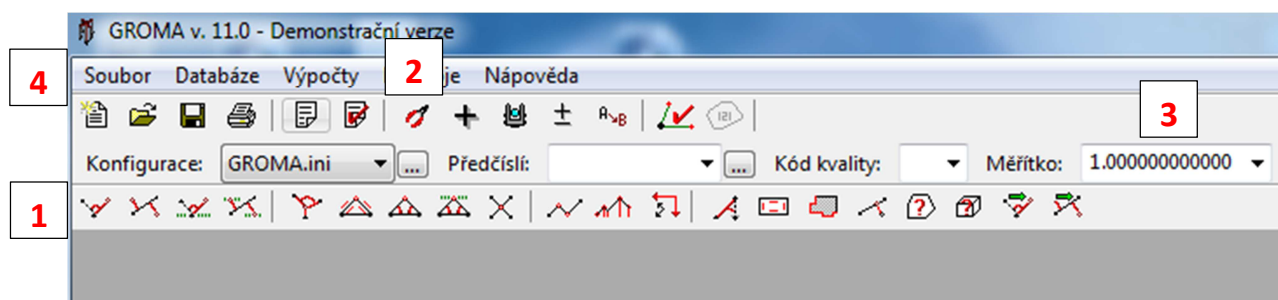 GROMA v. 11.0 - Demonstrační verze
4
Soubor Databáze Výpočty 2 je Nápověda
3
Konfigurace: GROMA.ini ... Předčíslí: ... Kód kvality: Měřítko: 1.000000000000
1